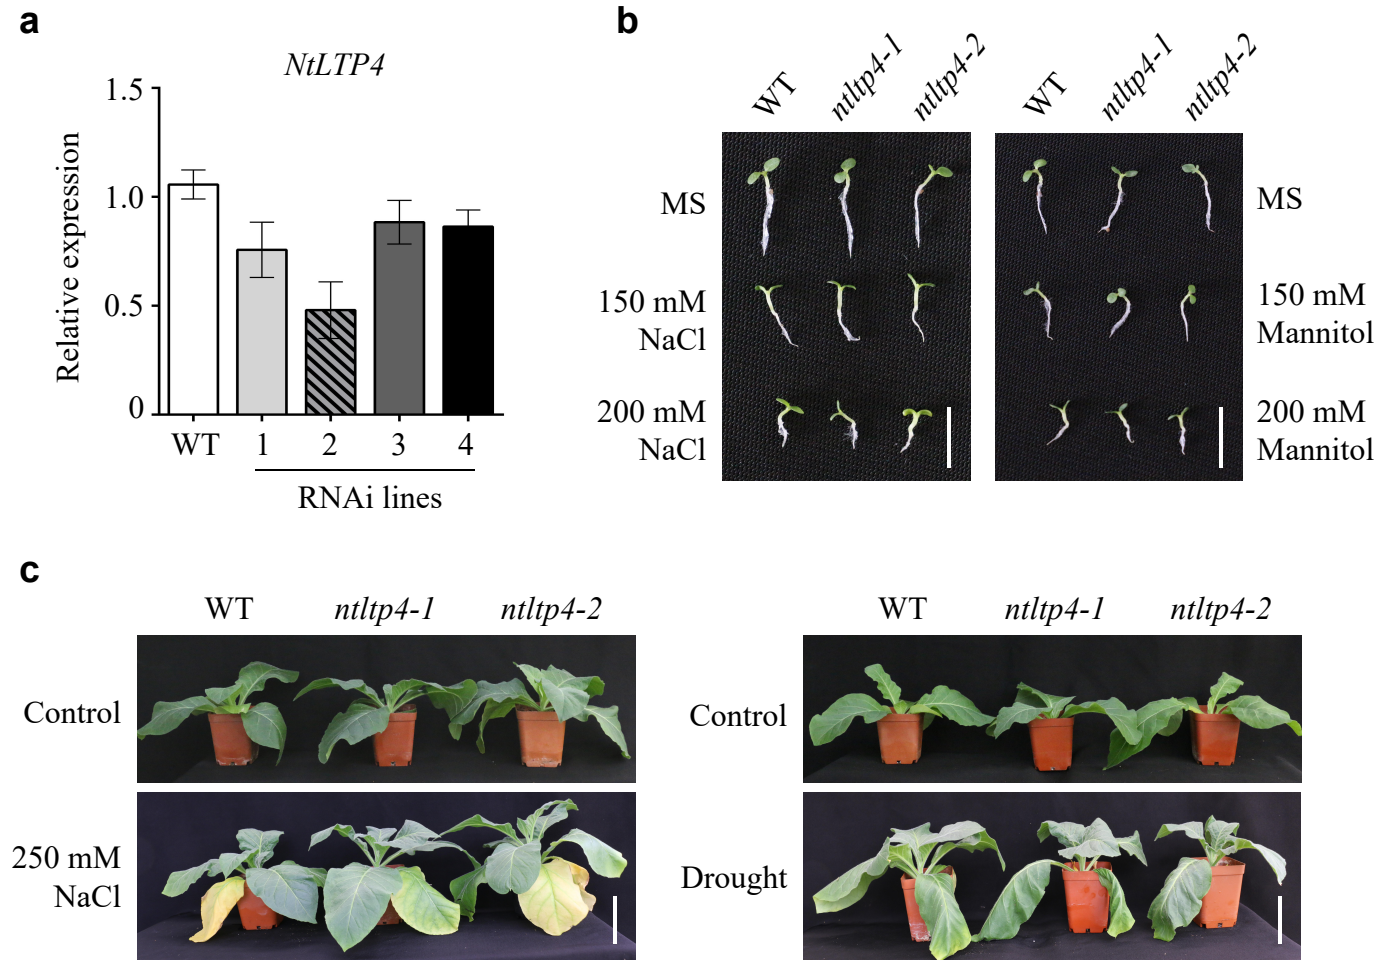 a
NtLTP4
Relative expression
1.5
1.0
0.5
0
WT 1 2 3 4
RNAi lines
b
WT ntltp4-1 ntltp4-2
MS
150 mM
NaCl
200 mM
NaCl
WT ntltp4-1 ntltp4-2
MS
150 mM
Mannitol
200 mM
Mannitol
c
WT ntltp4-1 ntltp4-2
Control
250 mM
NaCl
WT ntltp4-1 ntltp4-2
Control
Drought